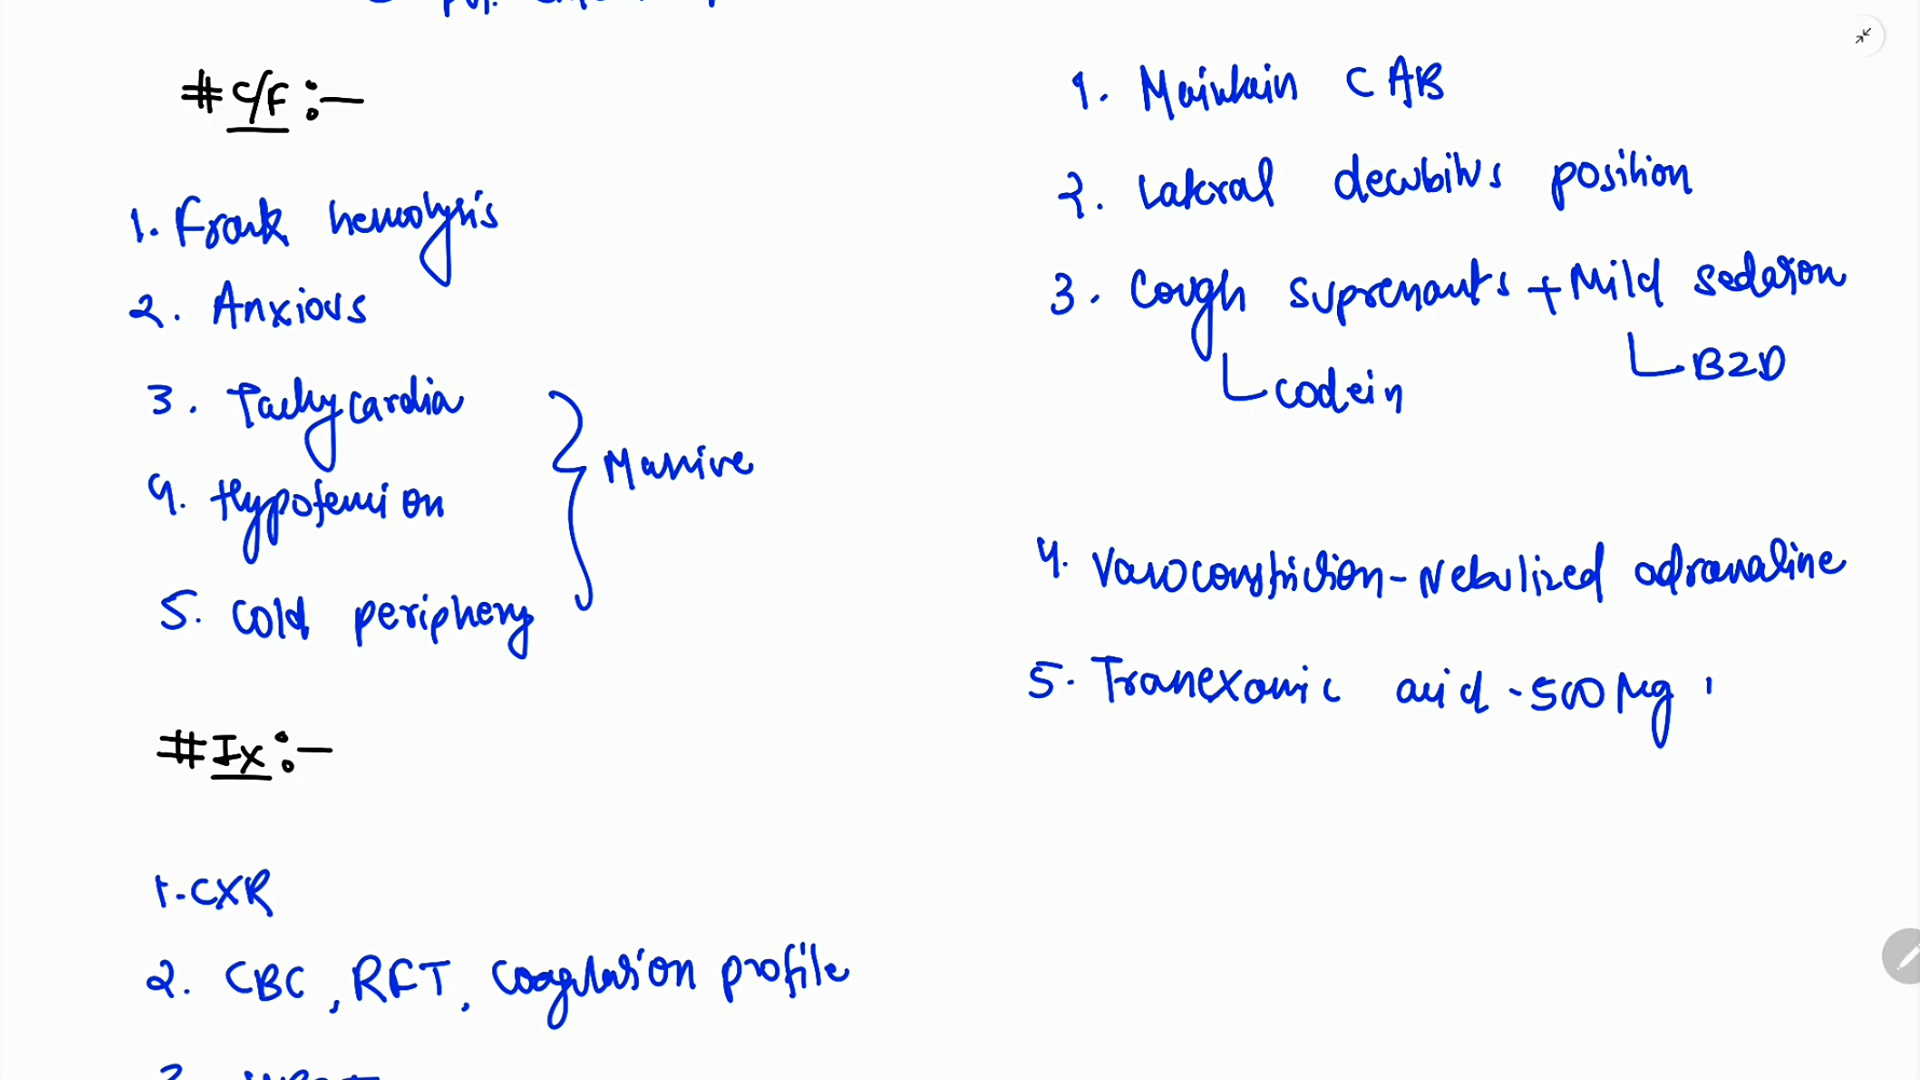 # C/F :-
1. Frank hemolysis
2. Anxious
3. Tachycardia
4. Hypotension
5. Cold periphery
Massive
# Ix :-
1. CXR
2. CBC, RFT, Coagulation profile
1. Maintain CAB
2. Lateral decubitus position
3. Cough supressants + Mild sedation
codein
BZD
4. Vasoconstriction - Nebulized adrenaline
5. Tranexamic acid - 500 Mg